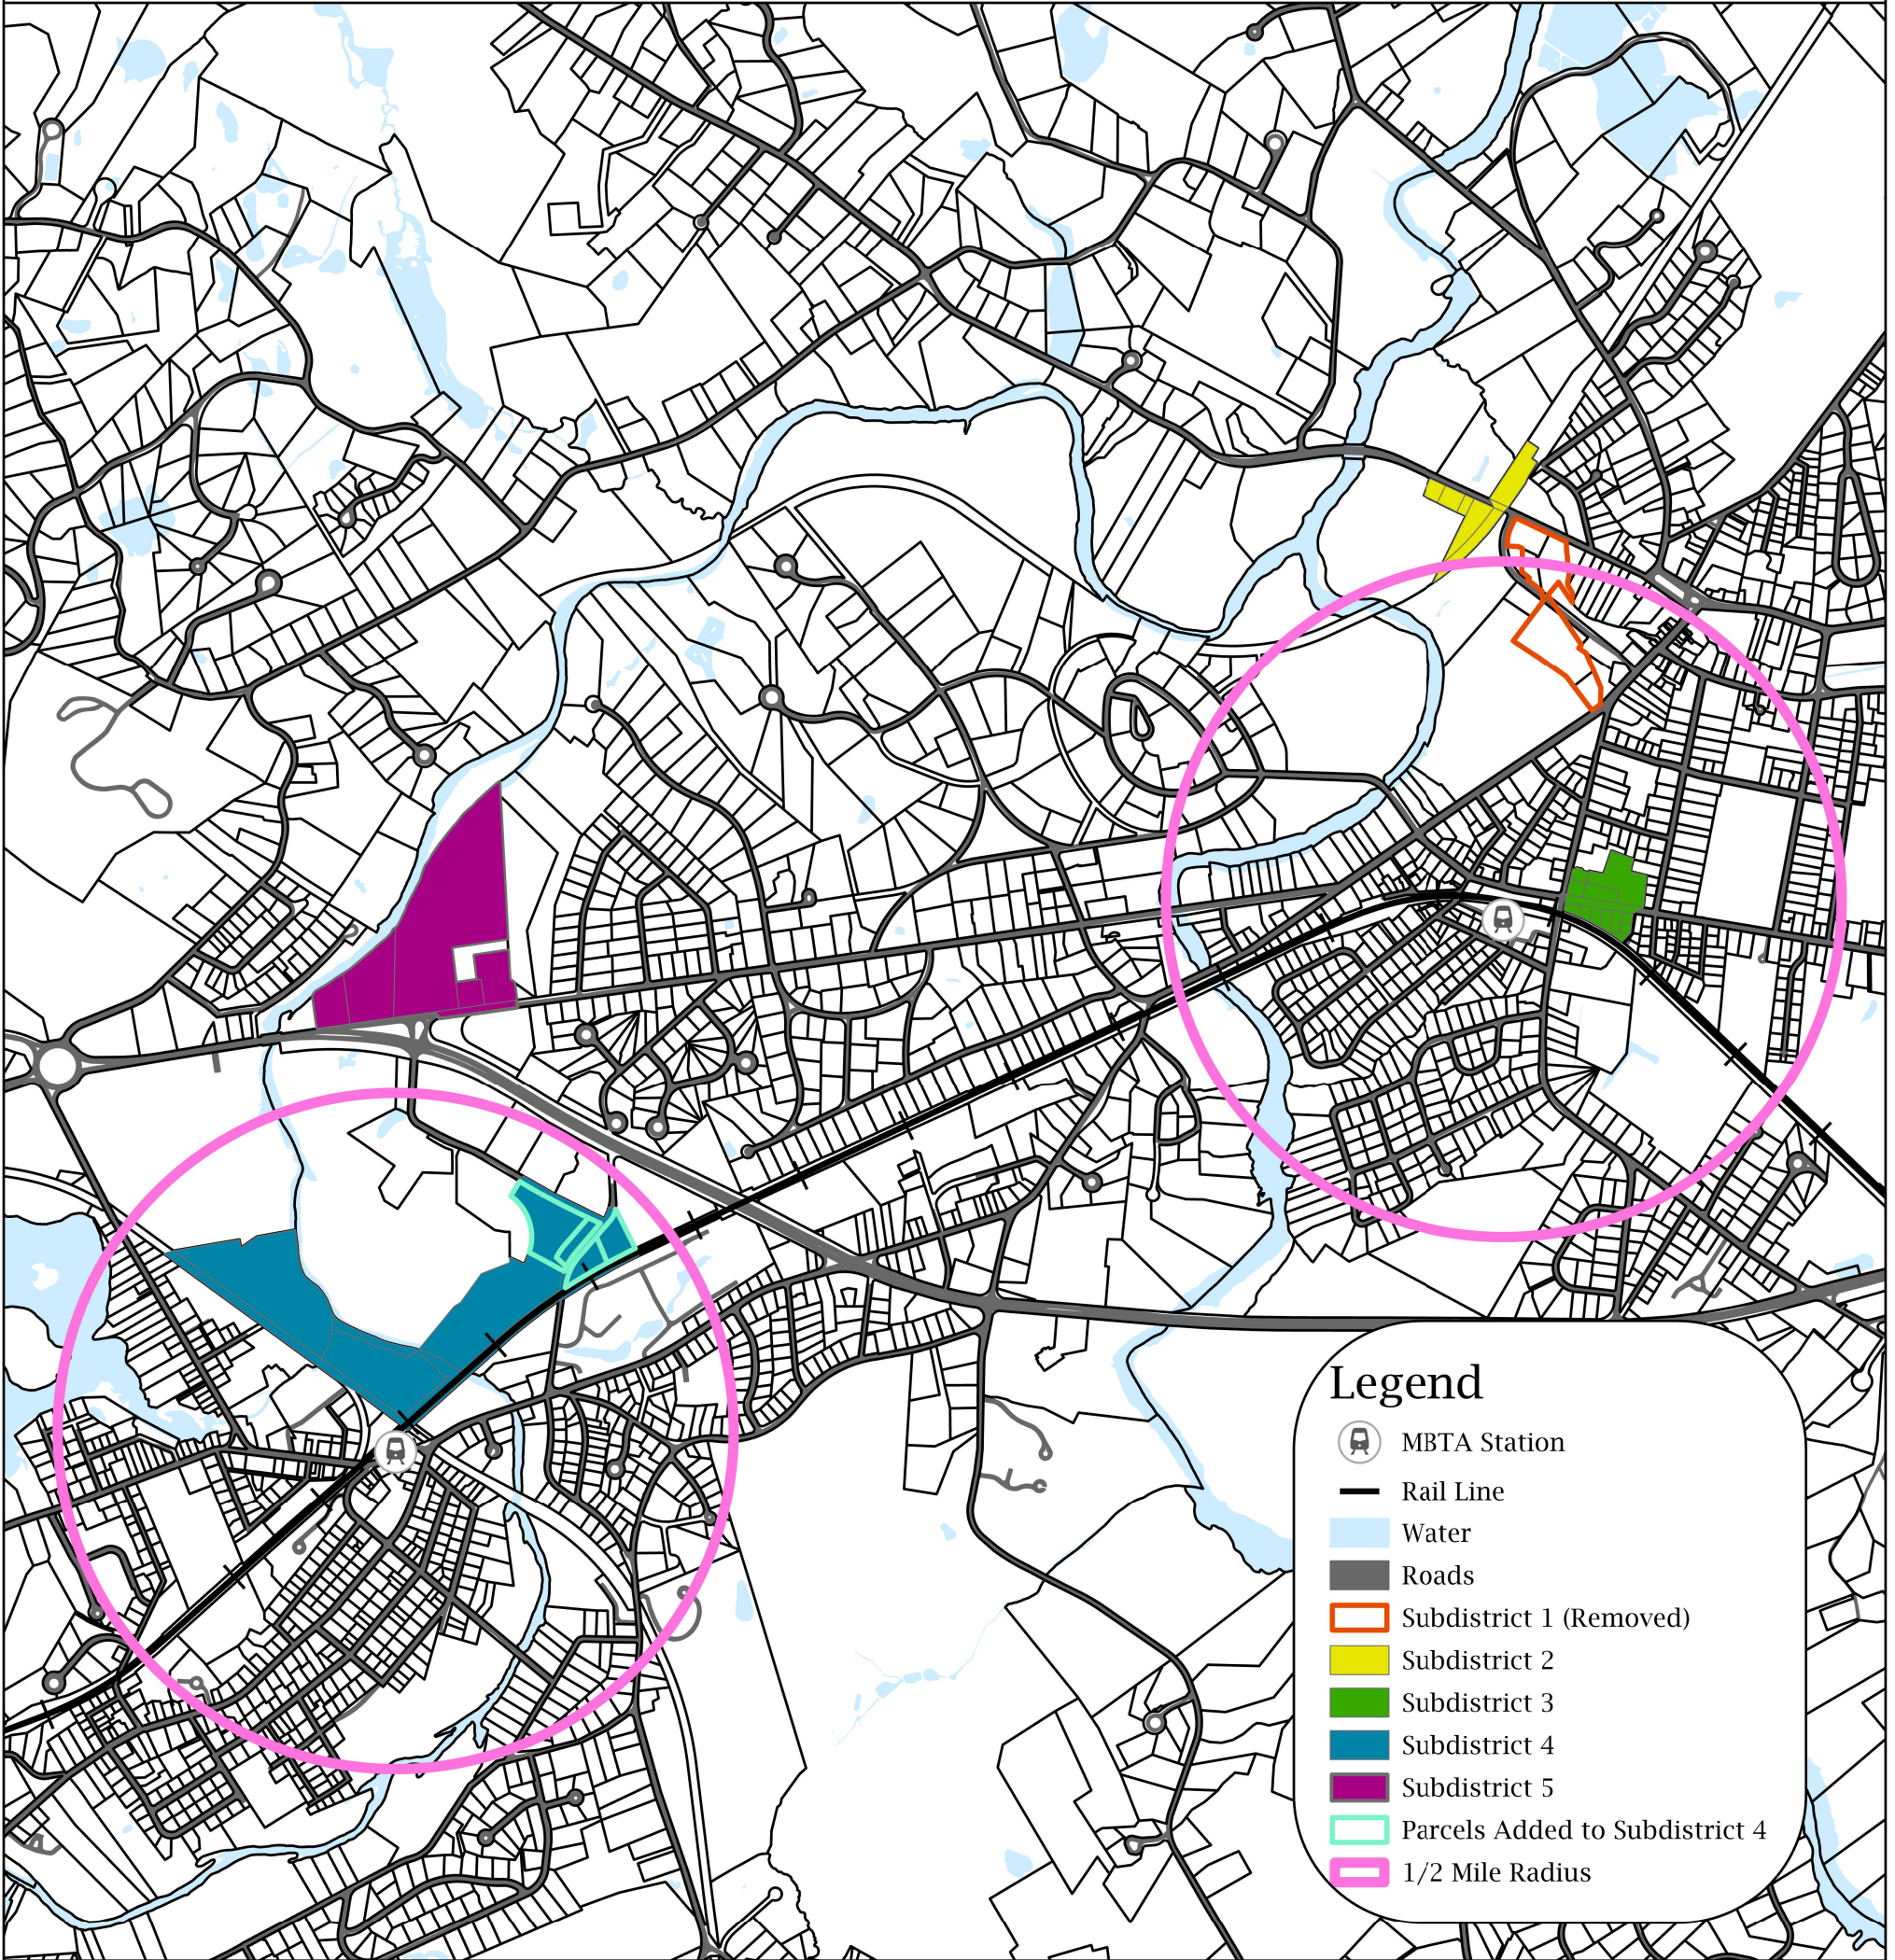 Legend
MBTA Station
Rail Line
Water
Roads
Subdistrict 1 (Removed)
Subdistrict 2
Subdistrict 3
Subdistrict 4
Subdistrict 5
Parcels Added to Subdistrict 4
1/2 Mile Radius